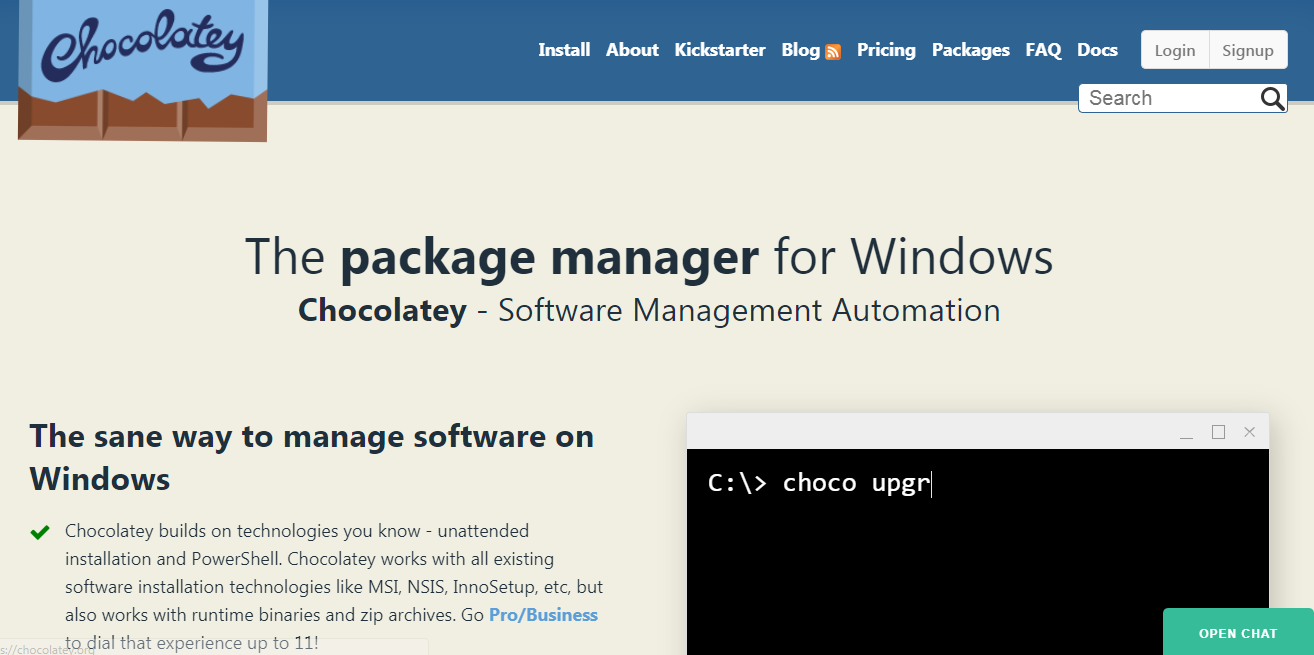 Chocolatey
Install About Kickstarter Blog Pricing Packages FAQ Docs Login Signup
Search
The package manager for Windows
Chocolatey - Software Management Automation
The sane way to manage software on
Windows
Chocolatey builds on technologies you know - unattended
installation and PowerShell. Chocolatey works with all existing
software installation technologies like MSI, NSIS, InnoSetup, etc, but
also works with runtime binaries and zip archives. Go Pro/Business
to dial that experience up to 11!
s://chocolatey.org
C:\> choco upgr
OPEN CHAT